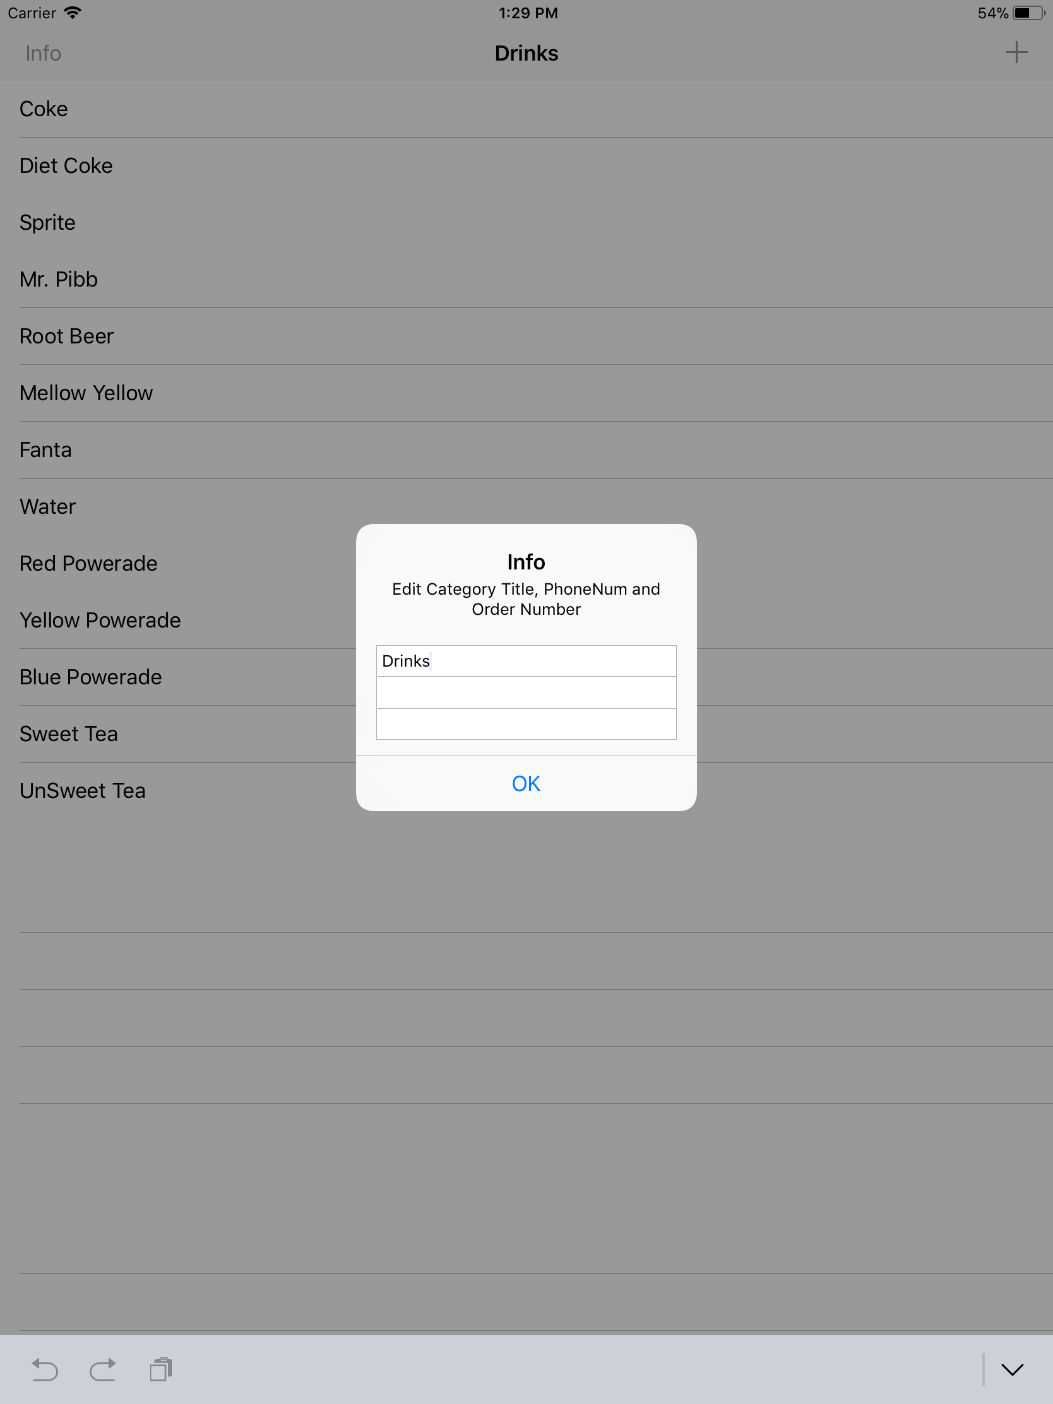 Carrier 1:29 PM 54%
Info Drinks
Coke
Diet Coke
Sprite
Mr. Pibb
Root Beer
Mellow Yellow
Fanta
Water
Red Powerade
Yellow Powerade
Blue Powerade
Sweet Tea
UnSweet Tea
Info
Edit Category Title, PhoneNum and
Order Number
Drinks
OK